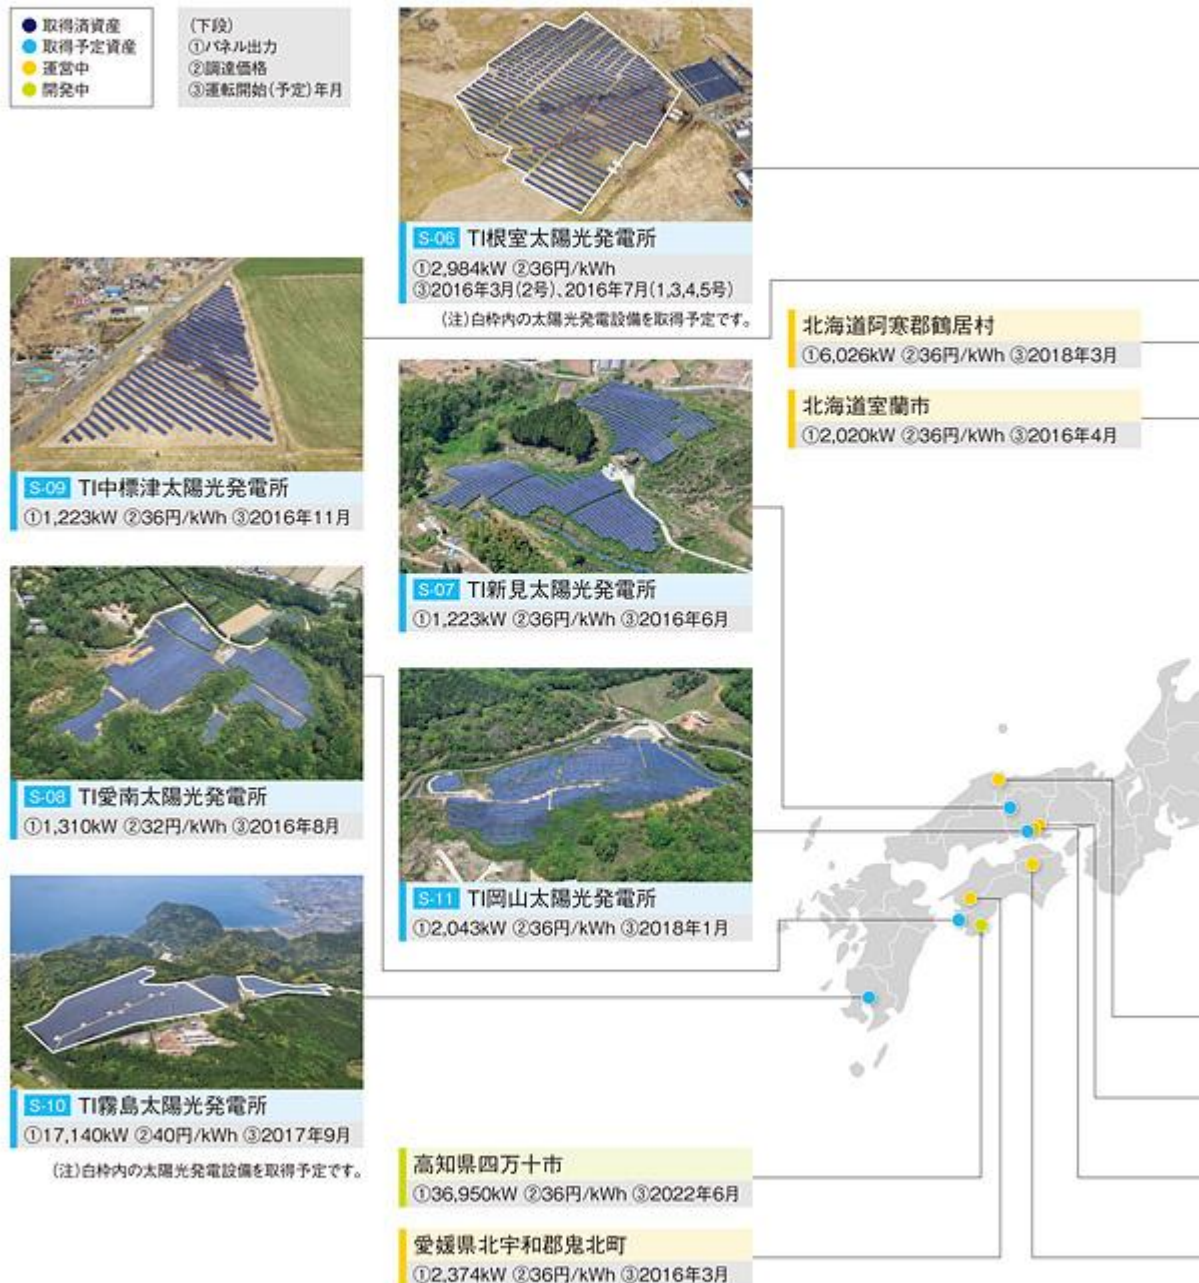 取得済資産
取得予定資産
運営中
開発中
(下段)
①パネル出力
②調達価格
③運転開始(予定)年月
S-06 TI根室太陽光発電所
①2,984kW ②36円/kWh
③2016年3月(2号)、2016年7月(1,3,4,5号)
(注)白枠内の太陽光発電設備を取得予定です。
北海道阿寒郡鶴居村
①6,026kW ②36円/kWh ③2018年3月
北海道室蘭市
①2,020kW ②36円/kWh ③2016年4月
S-09 TI中標津太陽光発電所
①1,223kW ②36円/kWh ③2016年11月
S-07 TI新見太陽光発電所
①1,223kW ②36円/kWh ③2016年6月
S-08 TI愛南太陽光発電所
①1,310kW ②32円/kWh ③2016年8月
S-11 TI岡山太陽光発電所
①2,043kW ②36円/kWh ③2018年1月
S-10 TI霧島太陽光発電所
①17,140kW ②40円/kWh ③2017年9月
(注)白枠内の太陽光発電設備を取得予定です。
高知県四万十市
①36,950kW ②36円/kWh ③2022年6月
愛媛県北宇和郡鬼北町
①2,374kW ②36円/kWh ③2016年3月